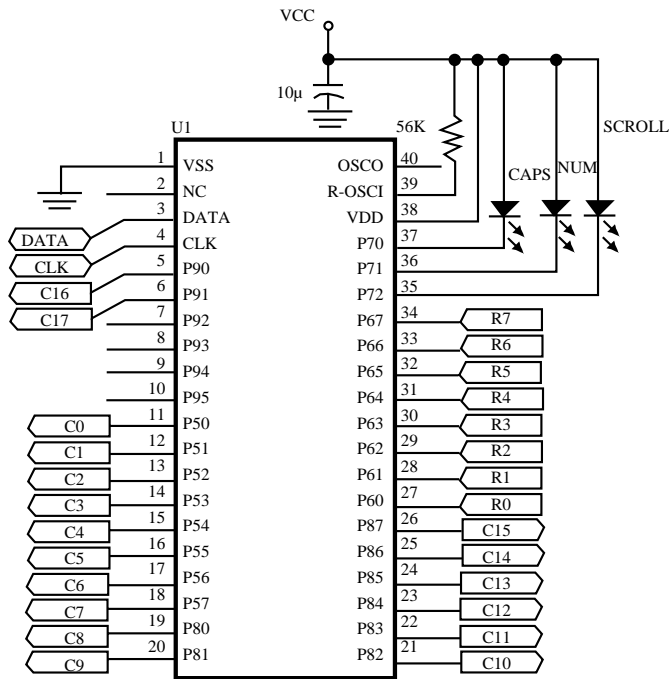 VCC
10μ
U1
56K
SCROLL
CAPS
NUM
1 VSS
2 NC
DATA 3 DATA
CLK 4 CLK
C16 5 P90
C17 6 P91
7 P92
8 P93
9 P94
10 P95
C0 11 P50
C1 12 P51
C2 13 P52
C3 14 P53
C4 15 P54
C5 16 P55
C6 17 P56
C7 18 P57
C8 19 P80
C9 20 P81
OSCO 40
R-OSCI 39
VDD 38
P70 37
P71 36
P72 35
P67 34 R7
P66 33 R6
P65 32 R5
P64 31 R4
P63 30 R3
P62 29 R2
P61 28 R1
P60 27 R0
P87 26 C15
P86 25 C14
P85 24 C13
P84 23 C12
P83 22 C11
P82 21 C10